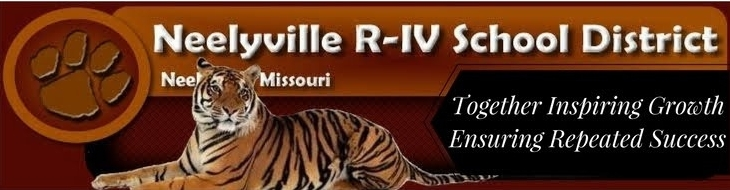 Neelyville R-IV School District
Missouri
Together Inspiring Growth
Ensuring Repeated Success